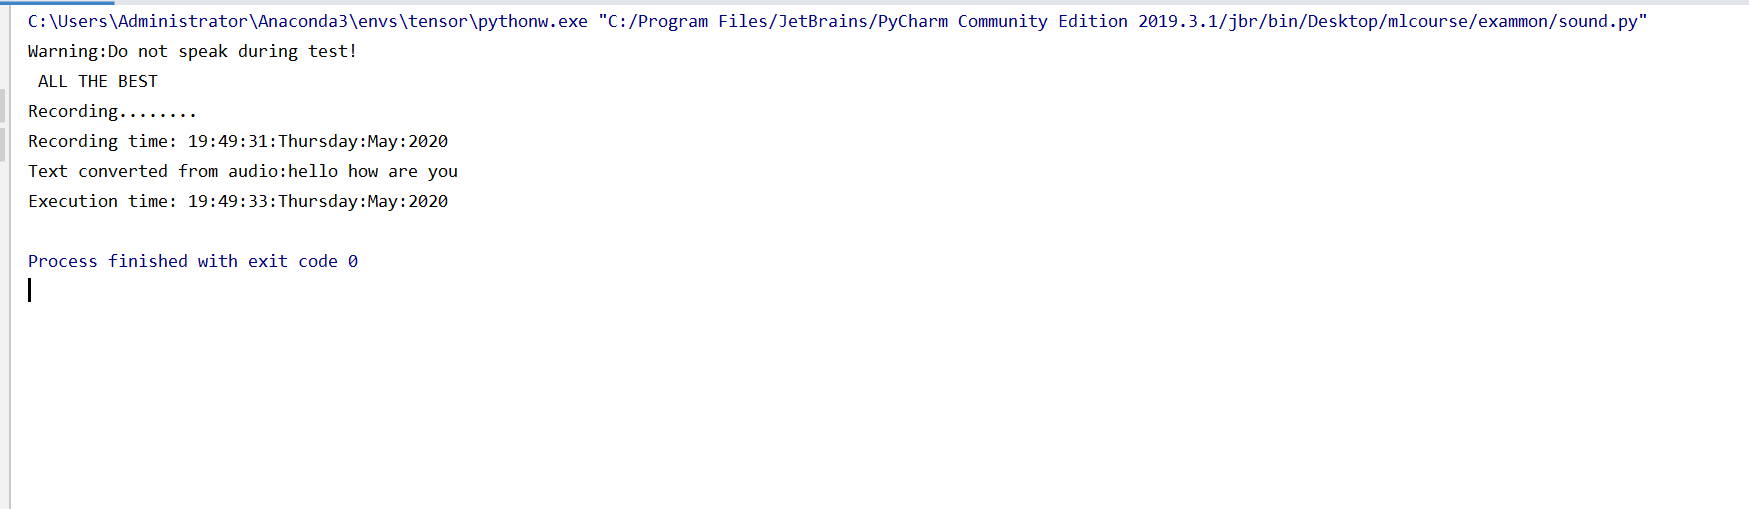 C:\Users\Administrator\Anaconda3\envs\tensor\pythonw.exe "C:/Program Files/JetBrains/PyCharm Community Edition 2019.3.1/jbr/bin/Desktop/mlcourse/exammon/sound.py"
Warning:Do not speak during test!
 ALL THE BEST
Recording........
Recording time: 19:49:31:Thursday:May:2020
Text converted from audio:hello how are you
Execution time: 19:49:33:Thursday:May:2020
Process finished with exit code 0